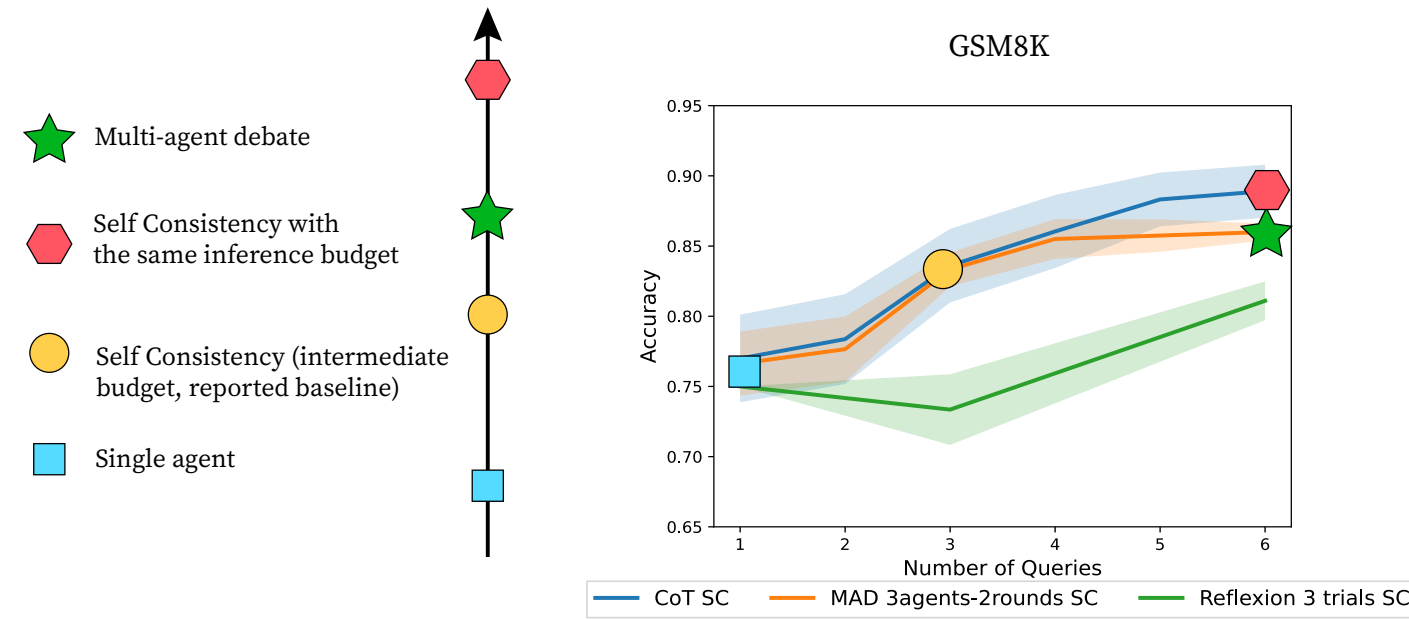 Multi-agent debate
Self Consistency with
the same inference budget
Self Consistency (intermediate
budget, reported baseline)
Single agent
GSM8K
0.95
0.90
0.85
0.80
0.75
0.70
0.65
Accuracy
1 2 3 4 5 6
Number of Queries
CoT SC MAD 3agents-2rounds SC Reflexion 3 trials SC